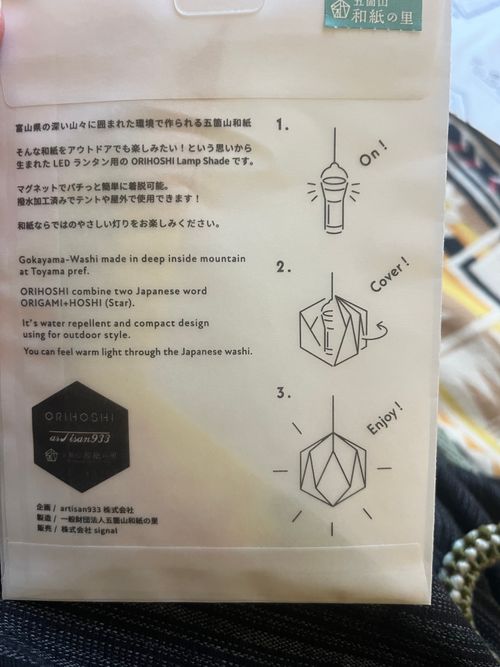 五箇山
和紙の里
富山県の深い山々に囲まれた環境で作られる五箇山和紙
そんな和紙をアウトドアでも楽しみたい！という思いから
生まれた LED ランタン用の ORIHOSHI Lamp Shade です。
マグネットでパチっと簡単に着脱可能。
撥水加工済みでテントや屋外で使用できます！
和紙ならではのやさしい灯りをお楽しみください。
Gokayama-Washi made in deep inside mountain
at Toyama pref.
ORIHOSHI combine two Japanese word
ORIGAMI+HOSHI (Star).
It's water repellent and compact design
using for outdoor style.
You can feel warm light through the Japanese washi.
1.
On !
2.
Cover !
3.
Enjoy !
ORIHOSHI
artisan933
五箇山 和紙の里
企画 / artisan933 株式会社
製造 / 一般財団法人五箇山和紙の里
販売 / 株式会社 signal